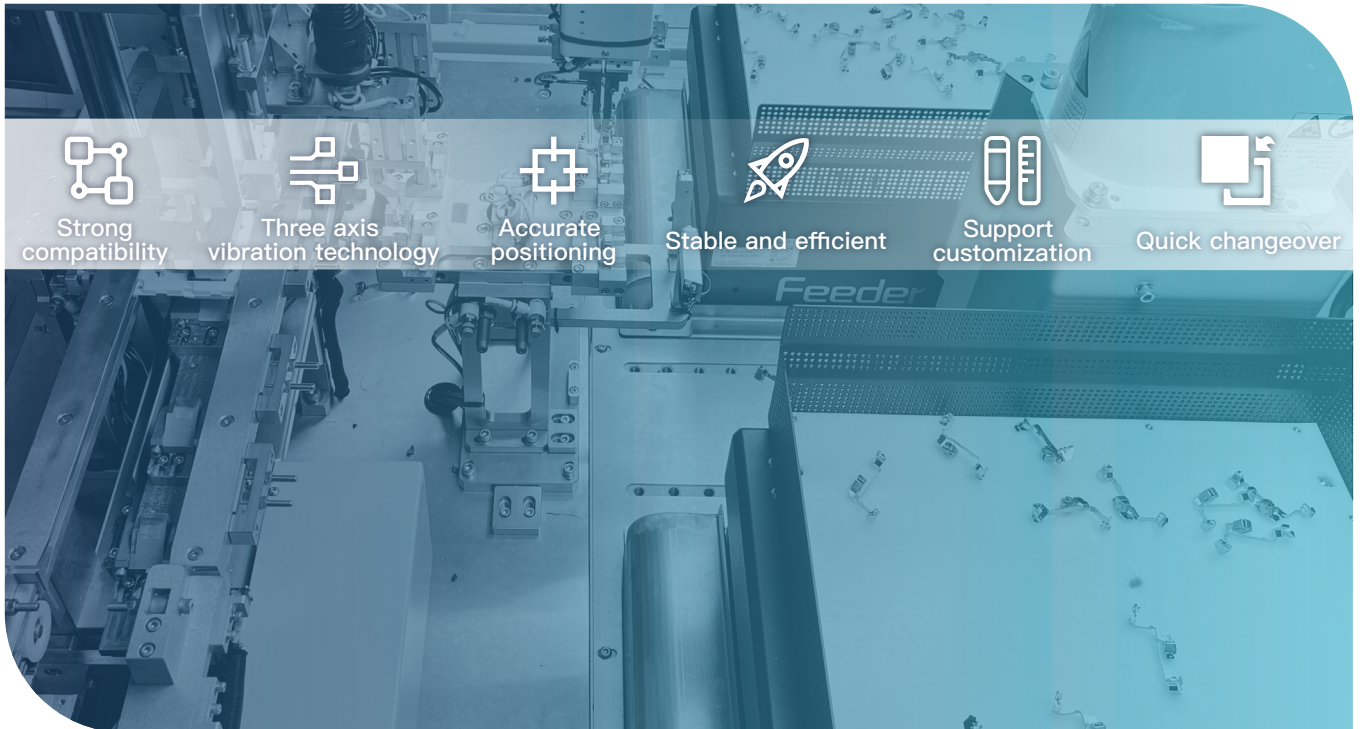 Strong
compatibility
Three axis
vibration technology
Accurate
positioning
Stable and efficient
Support
customization
Quick changeover
Feeder